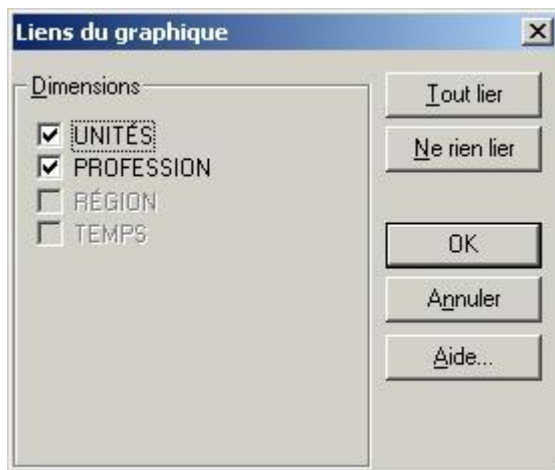 Liens du graphique
Dimensions
UNITÉS
PROFESSION
RÉGION
TEMPS
Tout lier
Ne rien lier
OK
Annuler
Aide...